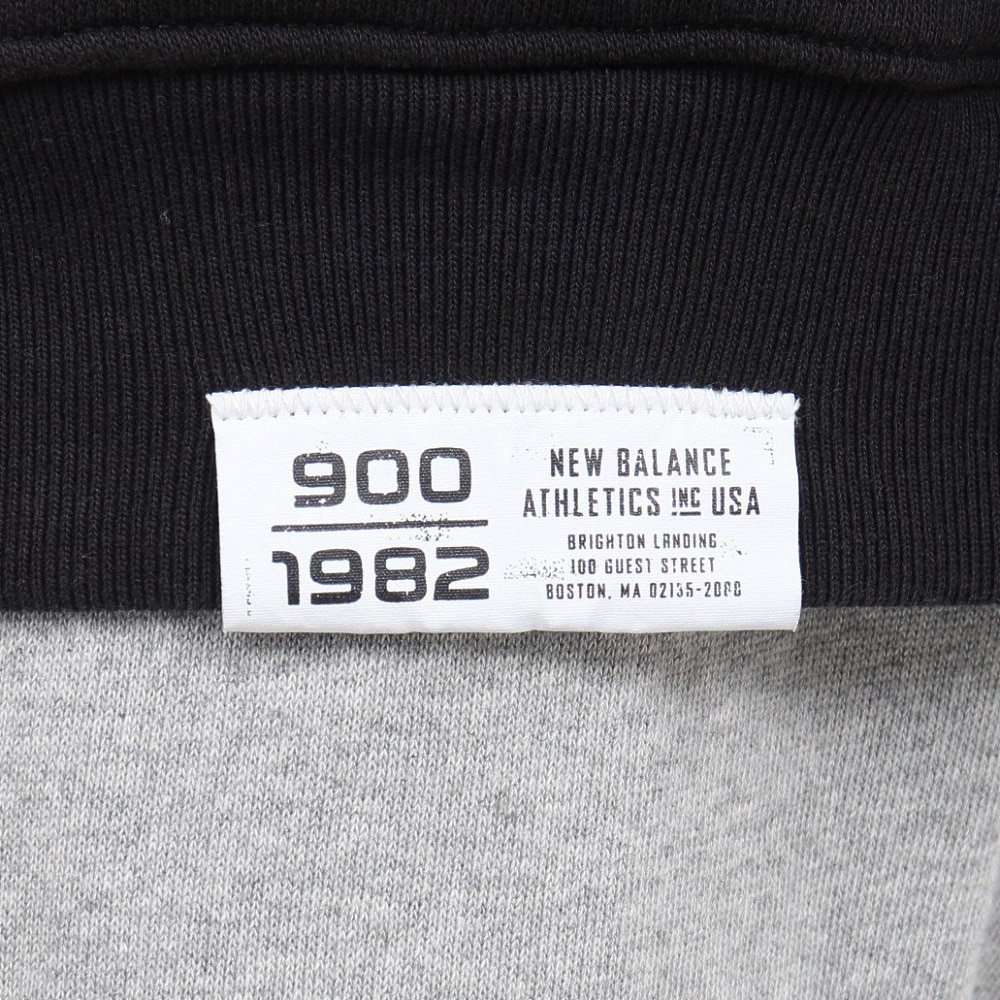 900
1982
NEW BALANCE
ATHLETICS INC USA
BRIGHTON LANDING
100 GUEST STREET
BOSTON, MA 02135-2088